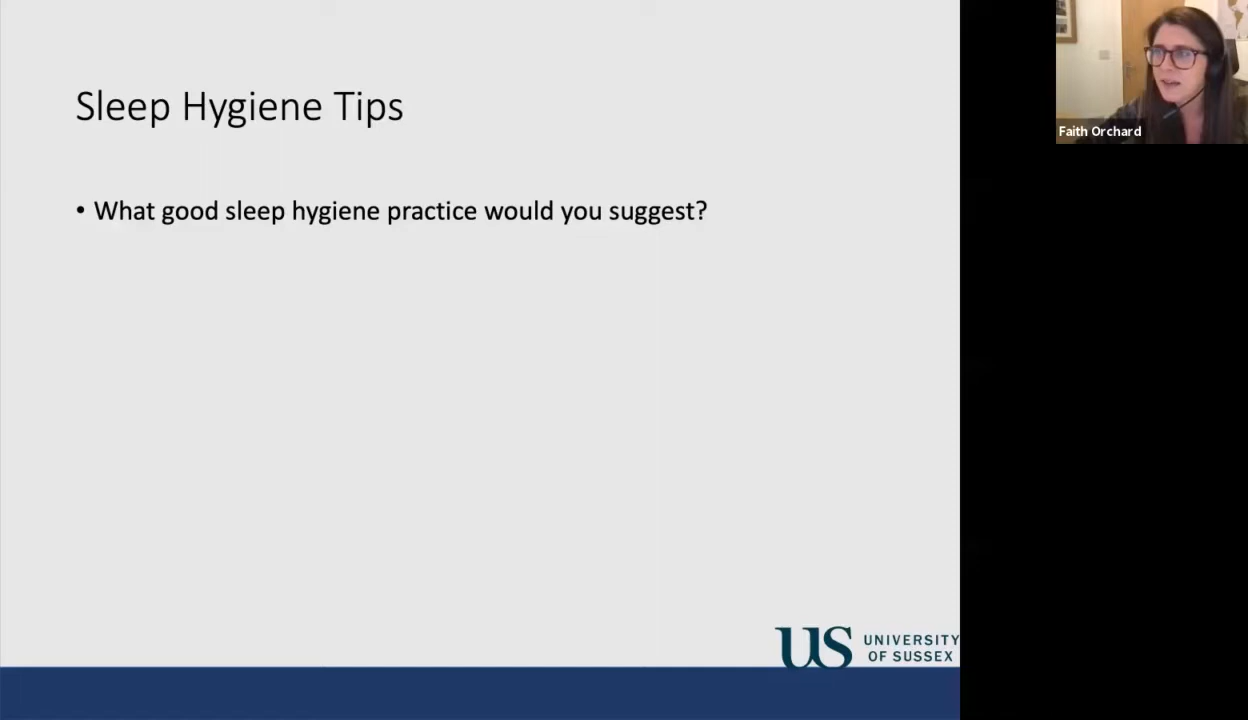 Sleep Hygiene Tips
• What good sleep hygiene practice would you suggest?
Faith Orchard
US UNIVERSITY
OF SUSSEX